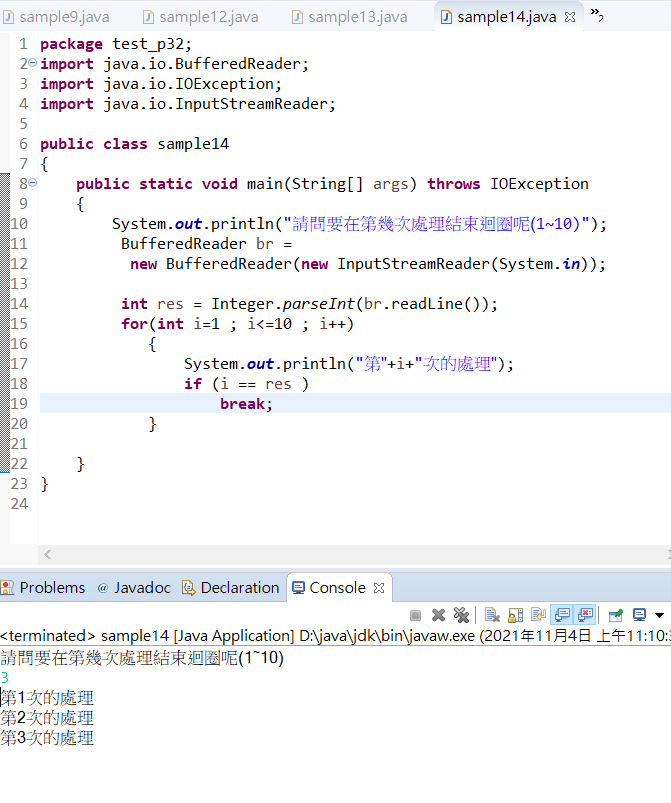 sample9.java sample12.java sample13.java sample14.java »2
1 package test_p32;
2 import java.io.BufferedReader;
3 import java.io.IOException;
4 import java.io.InputStreamReader;
5
6 public class sample14
7 {
8 public static void main(String[] args) throws IOException
9 {
10 System.out.println("請問要在第幾次處理結束迴圈呢(1~10)");
11 BufferedReader br =
12 new BufferedReader(new InputStreamReader(System.in));
13
14 int res = Integer.parseInt(br.readLine());
15 for(int i=1 ; i<=10 ; i++)
16 {
17 System.out.println("第"+i+"次的處理");
18 if (i == res )
19 break;
20 }
21
22 }
23 }
24
Problems @ Javadoc Declaration Console
<terminated> sample14 [Java Application] D:\java\jdk\bin\javaw.exe (2021年11月4日 上午11:10:
請問要在第幾次處理結束迴圈呢(1~10)
3
第1次的處理
第2次的處理
第3次的處理